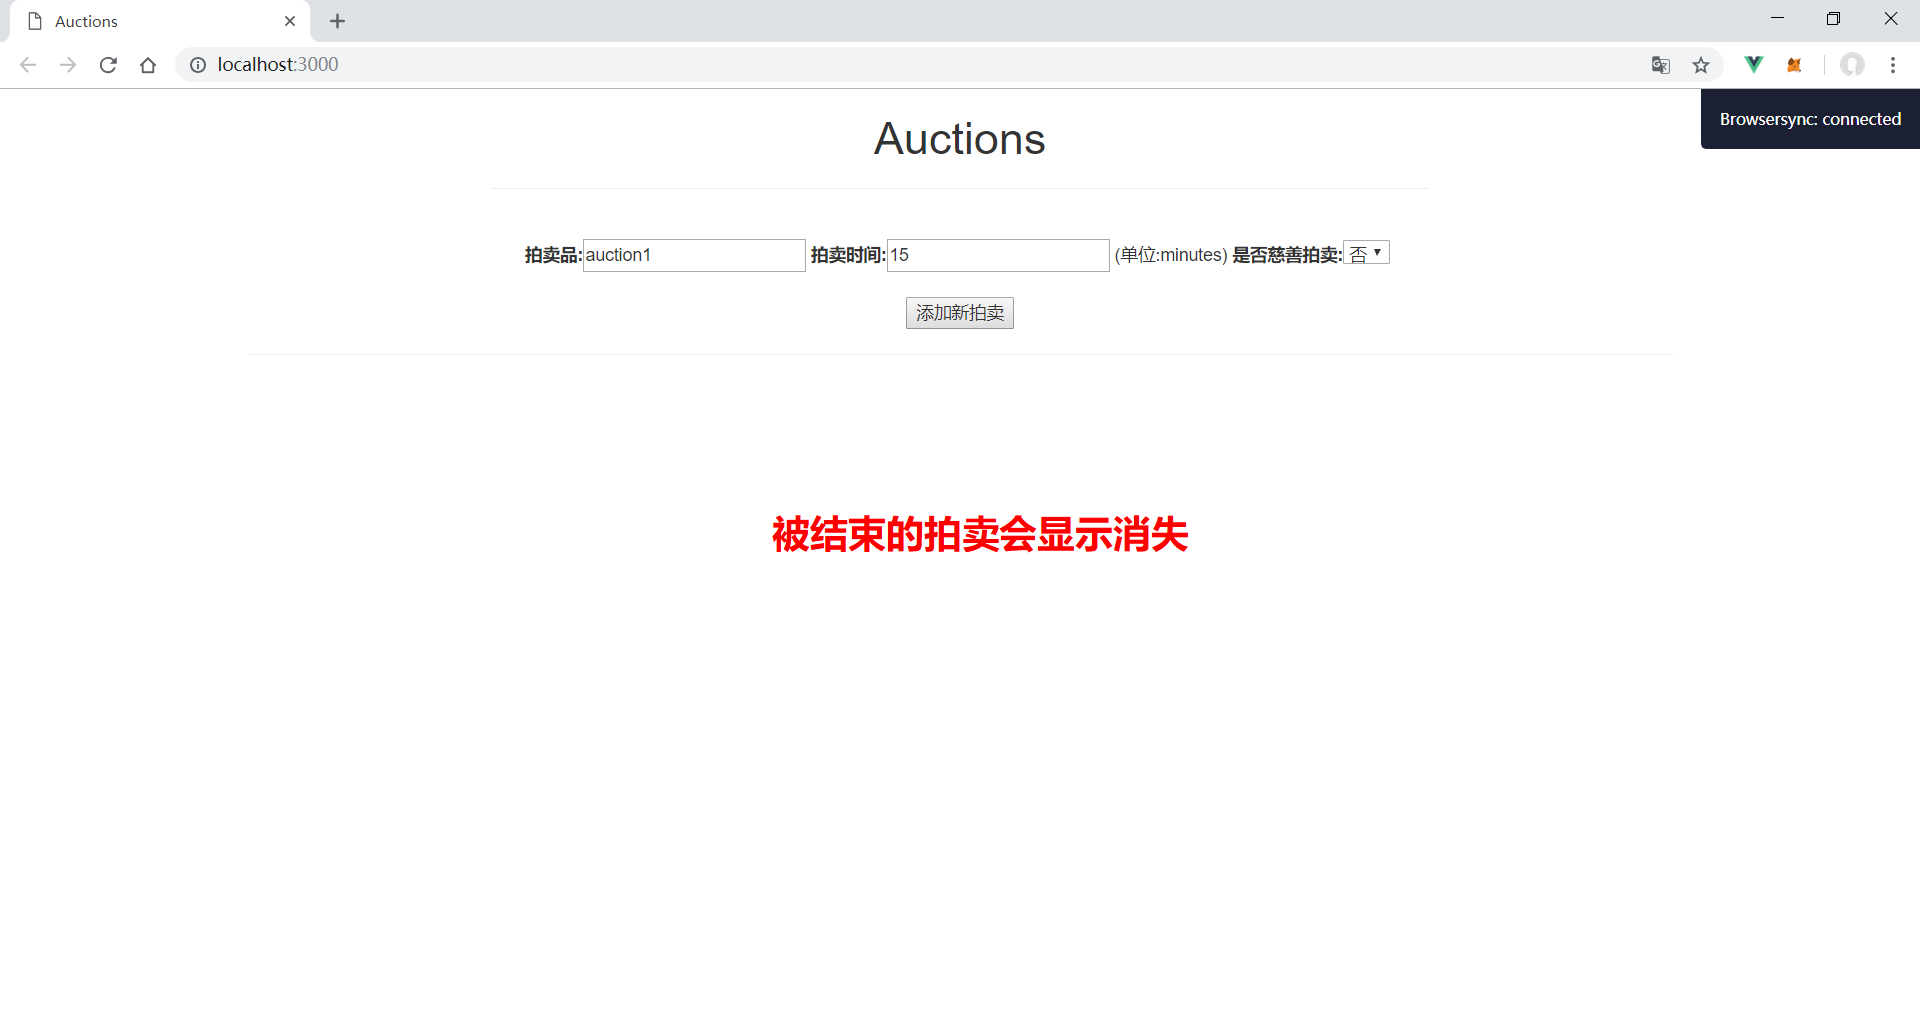 Auctions
localhost:3000
Browsersync: connected
Auctions
拍卖品:auction1 拍卖时间:15 (单位:minutes) 是否慈善拍卖:否
添加新拍卖
被结束的拍卖会显示消失